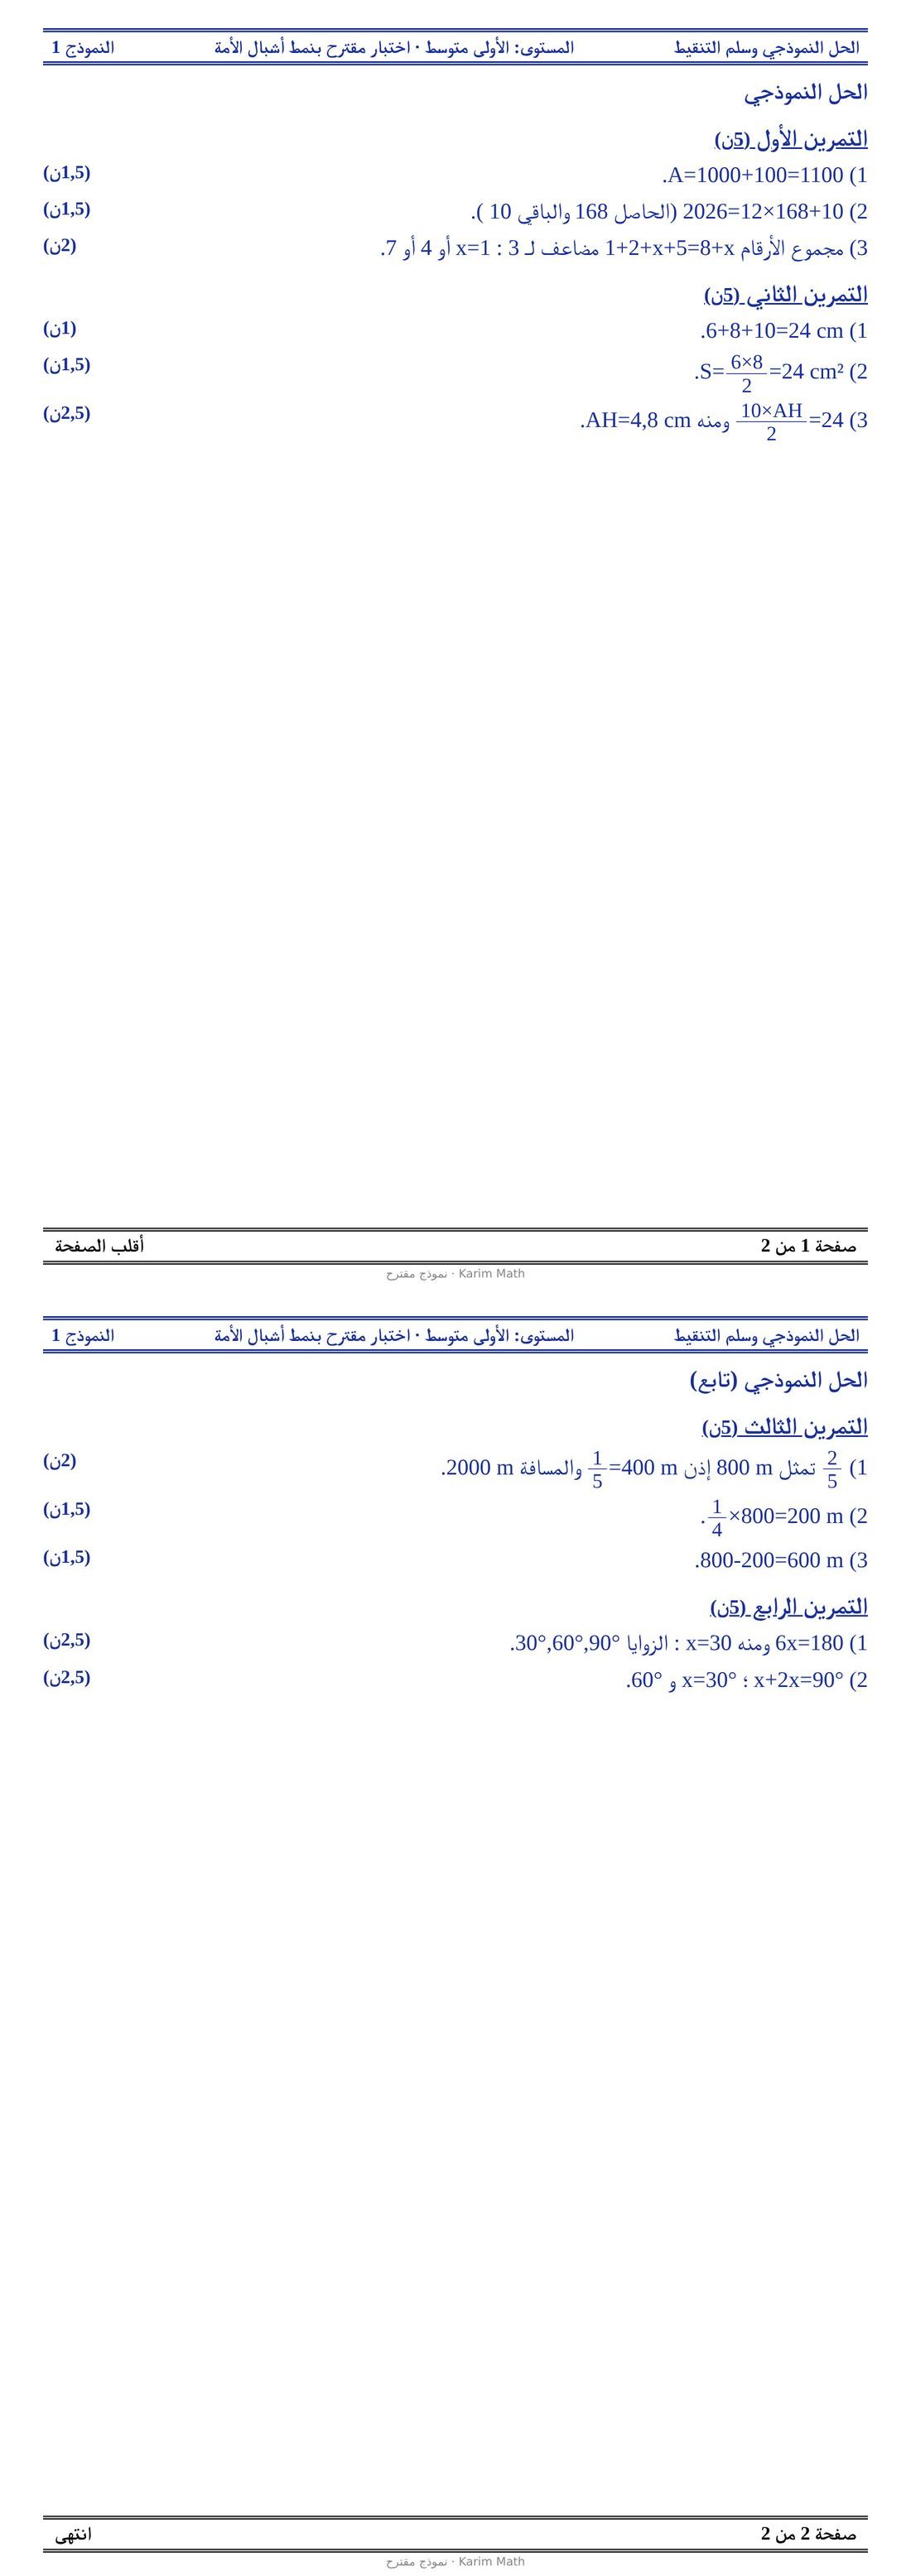 الحل النموذجي وسلم التنقيط المستوى: الأولى متوسط · اختبار مقترح بنمط أشبال الأمة النموذج 1
الحل النموذجي
التمرين الأول (5ن)
1) A=1000+100=1100. (1,5ن)
2) 2026=12×168+10 (الحاصل 168 والباقي 10 ). (1,5ن)
3) مجموع الأرقام 1+2+x+5=8+x مضاعف لـ 3 : x=1 أو 4 أو 7. (2ن)
التمرين الثاني (5ن)
1) 6+8+10=24 cm. (1ن)
2) S=\frac{6×8}{2}=24 cm². (1,5ن)
3) \frac{10×AH}{2}=24 ومنه AH=4,8 cm. (2,5ن)
صفحة 1 من 2 أقلب الصفحة
Karim Math · نموذج مقترح
الحل النموذجي وسلم التنقيط المستوى: الأولى متوسط · اختبار مقترح بنمط أشبال الأمة النموذج 1
الحل النموذجي (تابع)
التمرين الثالث (5ن)
1) \frac{2}{5} تمثل 800 m إذن \frac{1}{5}=400 m والمسافة 2000 m. (2ن)
2) \frac{1}{4}×800=200 m. (1,5ن)
3) 800-200=600 m. (1,5ن)
التمرين الرابع (5ن)
1) 6x=180 ومنه x=30 : الزوايا 30°,60°,90°. (2,5ن)
2) x+2x=90° ؛ x=30° و 60°. (2,5ن)
صفحة 2 من 2 انتهى
Karim Math · نموذج مقترح